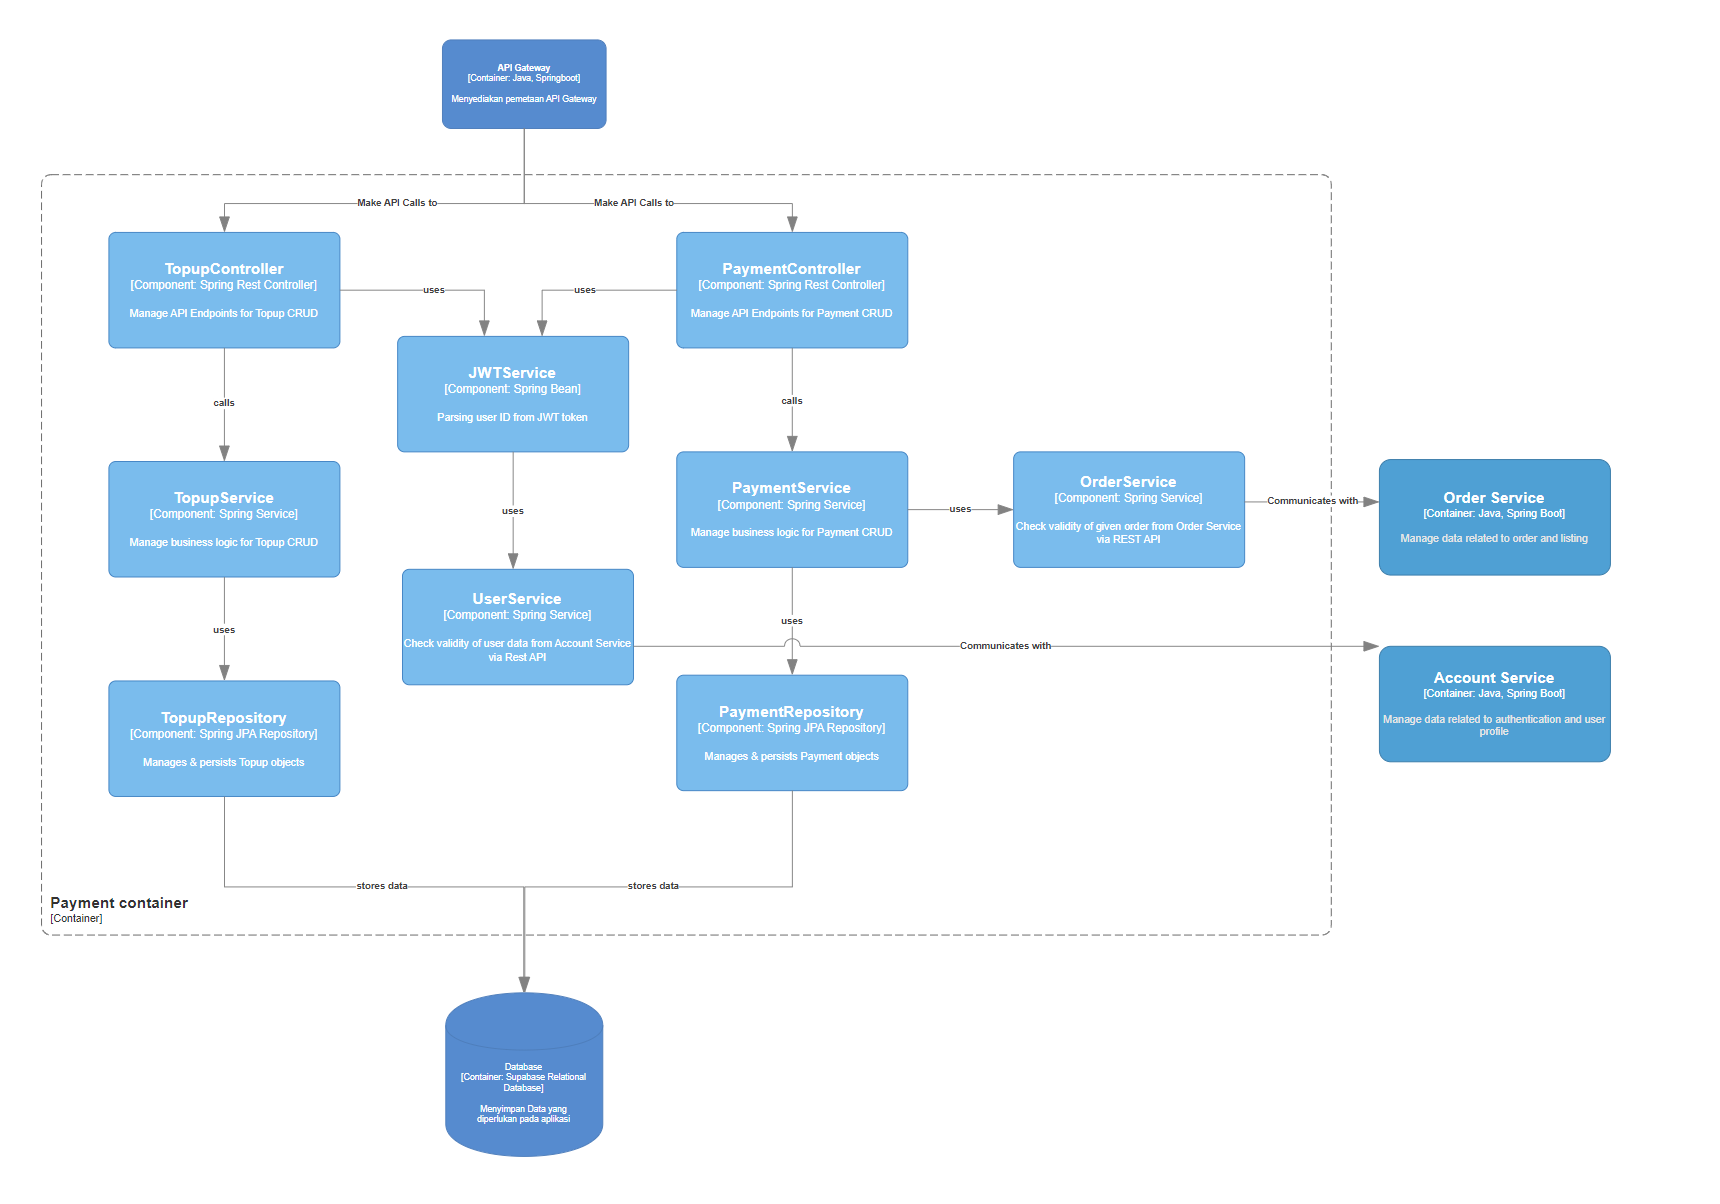 API Gateway
[Container: Java, Springboot]
Menyediakan pemetaan API Gateway
Make API Calls to
Make API Calls to
TopupController
[Component: Spring Rest Controller]
Manage API Endpoints for Topup CRUD
PaymentController
[Component: Spring Rest Controller]
Manage API Endpoints for Payment CRUD
uses
uses
JWTService
[Component: Spring Bean]
Parsing user ID from JWT token
calls
calls
TopupService
[Component: Spring Service]
Manage business logic for Topup CRUD
uses
PaymentService
[Component: Spring Service]
Manage business logic for Payment CRUD
uses
OrderService
[Component: Spring Service]
Check validity of given order from Order Service
via REST API
Communicates with
Order Service
[Container: Java, Spring Boot]
Manage data related to order and listing
UserService
[Component: Spring Service]
Check validity of user data from Account Service
via Rest API
uses
uses
Communicates with
Account Service
[Container: Java, Spring Boot]
Manage data related to authentication and user
profile
TopupRepository
[Component: Spring JPA Repository]
Manages & persists Topup objects
PaymentRepository
[Component: Spring JPA Repository]
Manages & persists Payment objects
stores data
stores data
Payment container
[Container]
Database
[Container: Supabase Relational
Database]
Menyimpan Data yang
diperlukan pada aplikasi